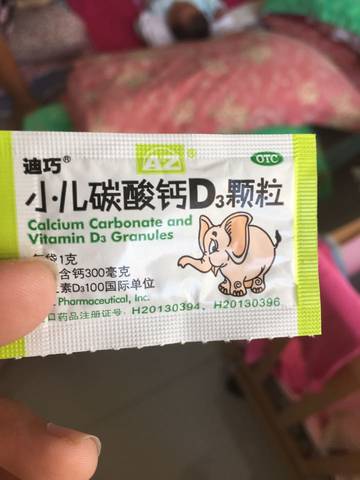 迪巧® AZ® OTC
小儿碳酸钙D₃颗粒
Calcium Carbonate and
Vitamin D₃ Granules
袋1克
含钙300毫克
素D₃100国际单位
Pharmaceutical, Inc.
口药品注册证号: H20130394、H20130396